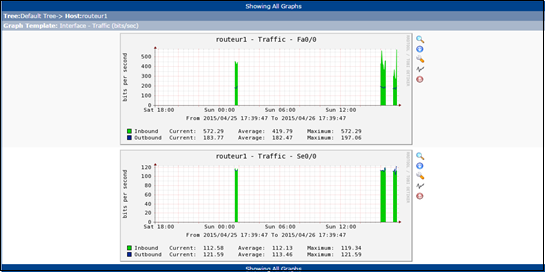 Showing All Graphs
Tree:Default Tree-> Host:routeur1
Graph Template: Interface - Traffic (bits/sec)
routeur1 - Traffic - Fa0/0
bits per second
500
400
300
200
100
0
Sat 18:00 Sun 00:00 Sun 06:00 Sun 12:00
From 2015/04/25 17:39:47 To 2015/04/26 17:39:47
Inbound Current: 572.29 Average: 419.79 Maximum: 572.29
Outbound Current: 183.77 Average: 182.47 Maximum: 197.06
routeur1 - Traffic - Se0/0
bits per second
120
100
80
60
40
20
0
Sat 18:00 Sun 00:00 Sun 06:00 Sun 12:00
From 2015/04/25 17:39:47 To 2015/04/26 17:39:47
Inbound Current: 112.58 Average: 112.13 Maximum: 119.34
Outbound Current: 121.59 Average: 113.46 Maximum: 121.59
Showing All Graphs